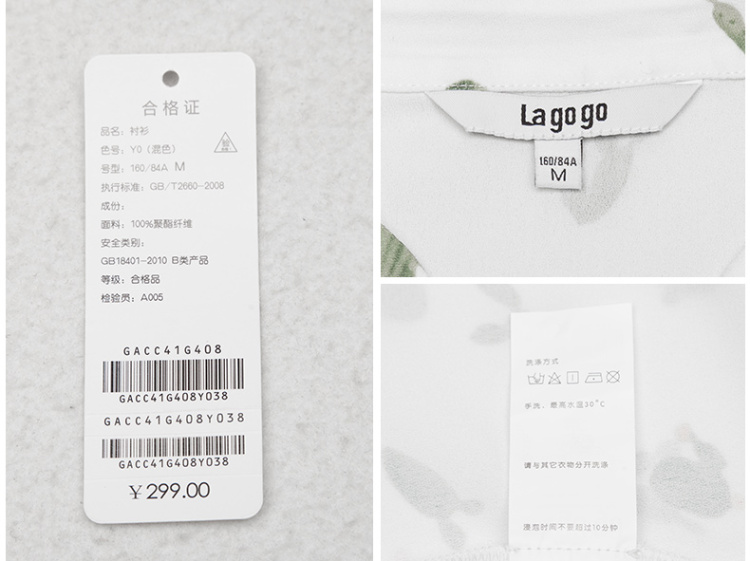 合格证
品名：衬衫
色号：Y0（混色）
号型：160/84A M
执行标准：GB/T2660-2008
成份：
面料：100%聚酯纤维
安全类别：
GB18401-2010 B类产品
等级：合格品
检验员：A005
GACC41G408
GACC41G408Y038
GACC41G408Y038
GACC41G408Y038
￥299.00
Lagogo
160/84A
M
洗涤方式
手洗，最高水温30°C
请与其它衣物分开洗涤
浸泡时间不要超过10分钟